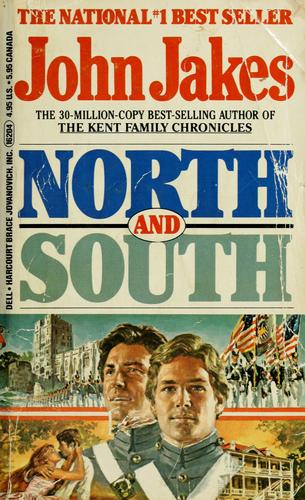 THE NATIONAL #1 BEST SELLER
John Jakes
THE 30-MILLION-COPY BEST-SELLING AUTHOR OF
THE KENT FAMILY CHRONICLES
NORTH
AND
SOUTH
DELL • HARCOURT BRACE JOVANOVICH, INC. 16204 4.95 U.S. • 5.95 CANADA